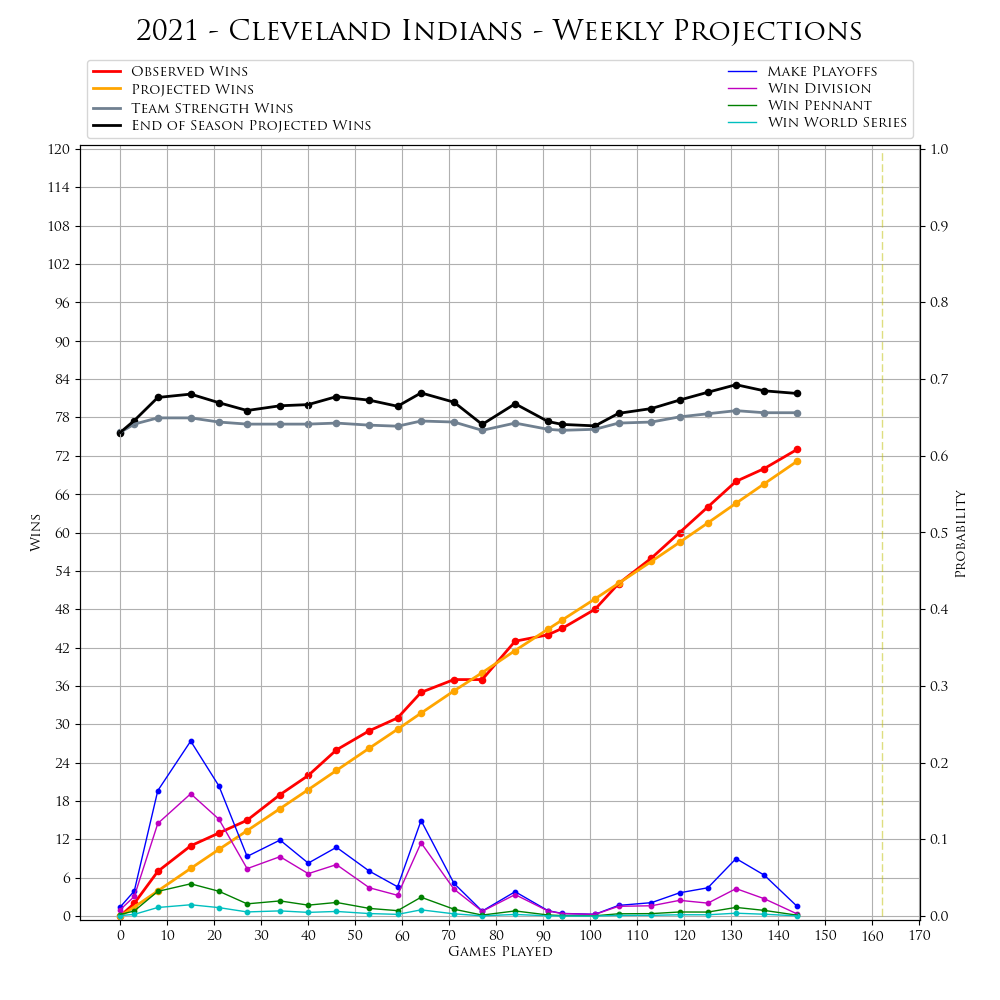 2021 - Cleveland Indians - Weekly Projections
Observed Wins
Projected Wins
Team Strength Wins
End of Season Projected Wins
Make Playoffs
Win Division
Win Pennant
Win World Series
120
114
108
102
96
90
84
78
72
66
60
54
48
42
36
30
24
18
12
6
0
Wins
1.0
0.9
0.8
0.7
0.6
0.5
0.4
0.3
0.2
0.1
0.0
Probability
0 10 20 30 40 50 60 70 80 90 100 110 120 130 140 150 160 170
Games Played